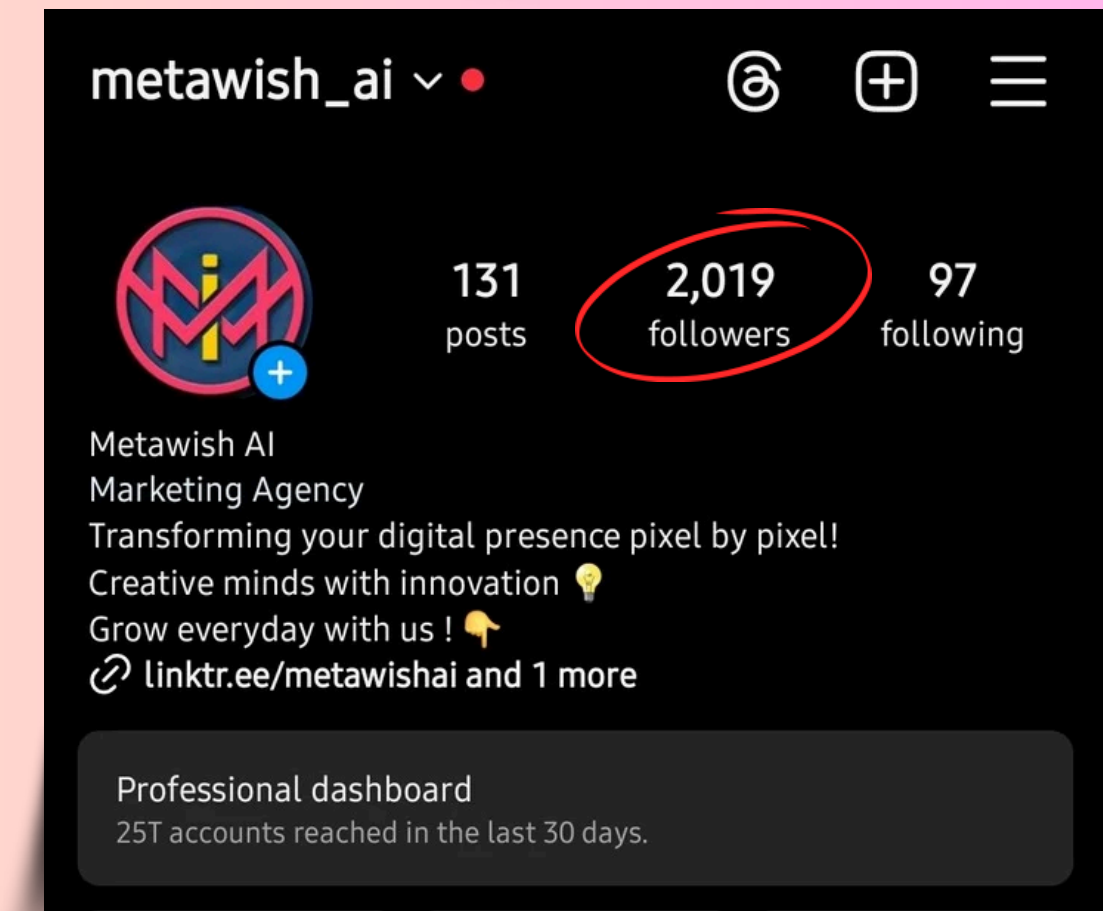 metawish_ai
131 2,019 97
posts followers following
Metawish AI
Marketing Agency
Transforming your digital presence pixel by pixel!
Creative minds with innovation 💡
Grow everyday with us ! 👇
linktr.ee/metawishai and 1 more
Professional dashboard
25T accounts reached in the last 30 days.